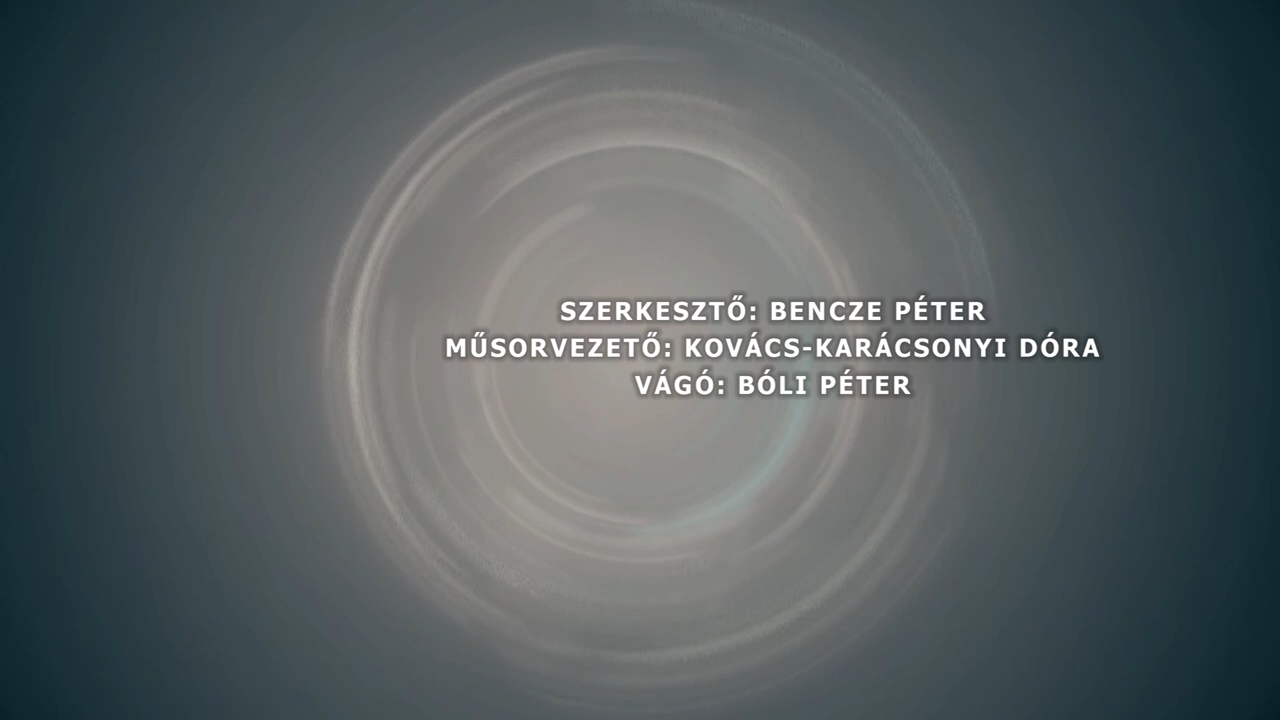 SZERKESZTŐ: BENCZE PÉTER
MŰSORVEZETŐ: KOVÁCS-KARÁCSONYI DÓRA
VÁGÓ: BÓLI PÉTER